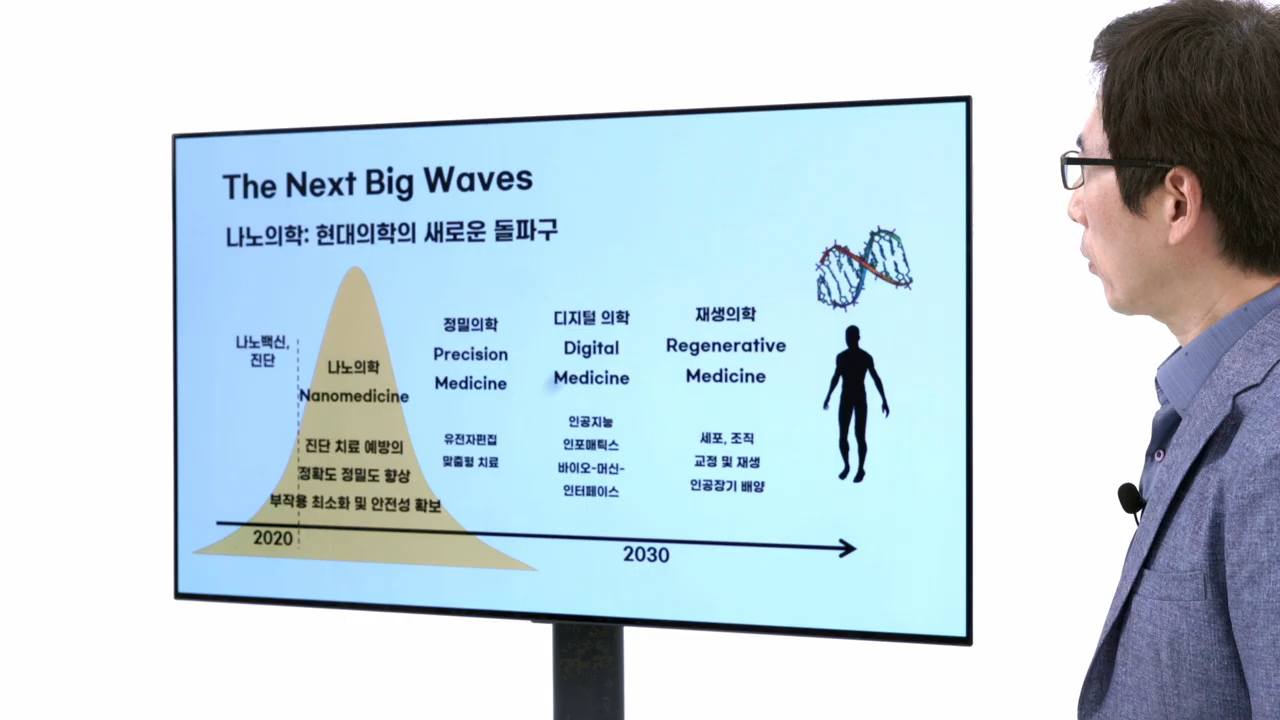 The Next Big Waves
나노의학: 현대의학의 새로운 돌파구
나노백신,
진단
나노의학
Nanomedicine
진단 치료 예방의
정확도 정밀도 향상
부작용 최소화 및 안전성 확보
정밀의학
Precision
Medicine
유전자편집
맞춤형 치료
디지털 의학
Digital
Medicine
인공지능
인포매틱스
바이오-머신-
인터페이스
재생의학
Regenerative
Medicine
세포, 조직
교정 및 재생
인공장기 배양
2020
2030